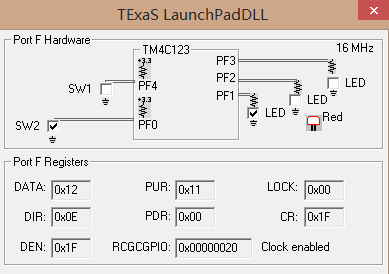 TExaS LaunchPadDLL
Port F Hardware
TM4C123
16 MHz
+3.3
PF3
SW1
PF4
PF2
LED
+3.3
PF1
LED
SW2
PF0
LED
Red
Port F Registers
DATA: 0x12 PUR: 0x11 LOCK: 0x00
DIR: 0x0E PDR: 0x00 CR: 0x1F
DEN: 0x1F RCGCGPIO: 0x00000020 Clock enabled